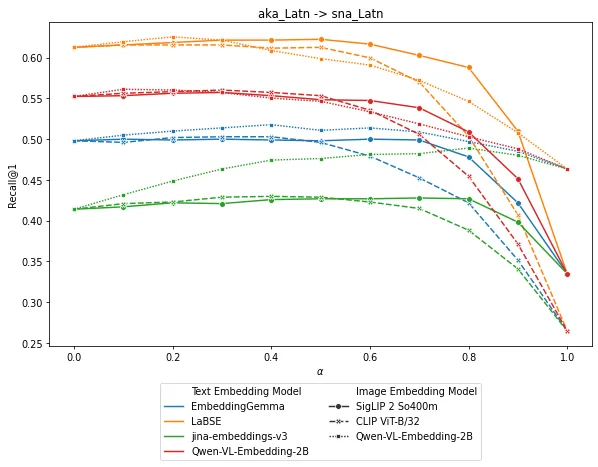 aka_Latn -> sna_Latn
Recall@1
0.60
0.55
0.50
0.45
0.40
0.35
0.30
0.25
0.0
0.2
0.4
0.6
0.8
1.0
α
Text Embedding Model
EmbeddingGemma
LaBSE
jina-embeddings-v3
Qwen-VL-Embedding-2B
Image Embedding Model
SigLIP 2 So400m
CLIP ViT-B/32
Qwen-VL-Embedding-2B